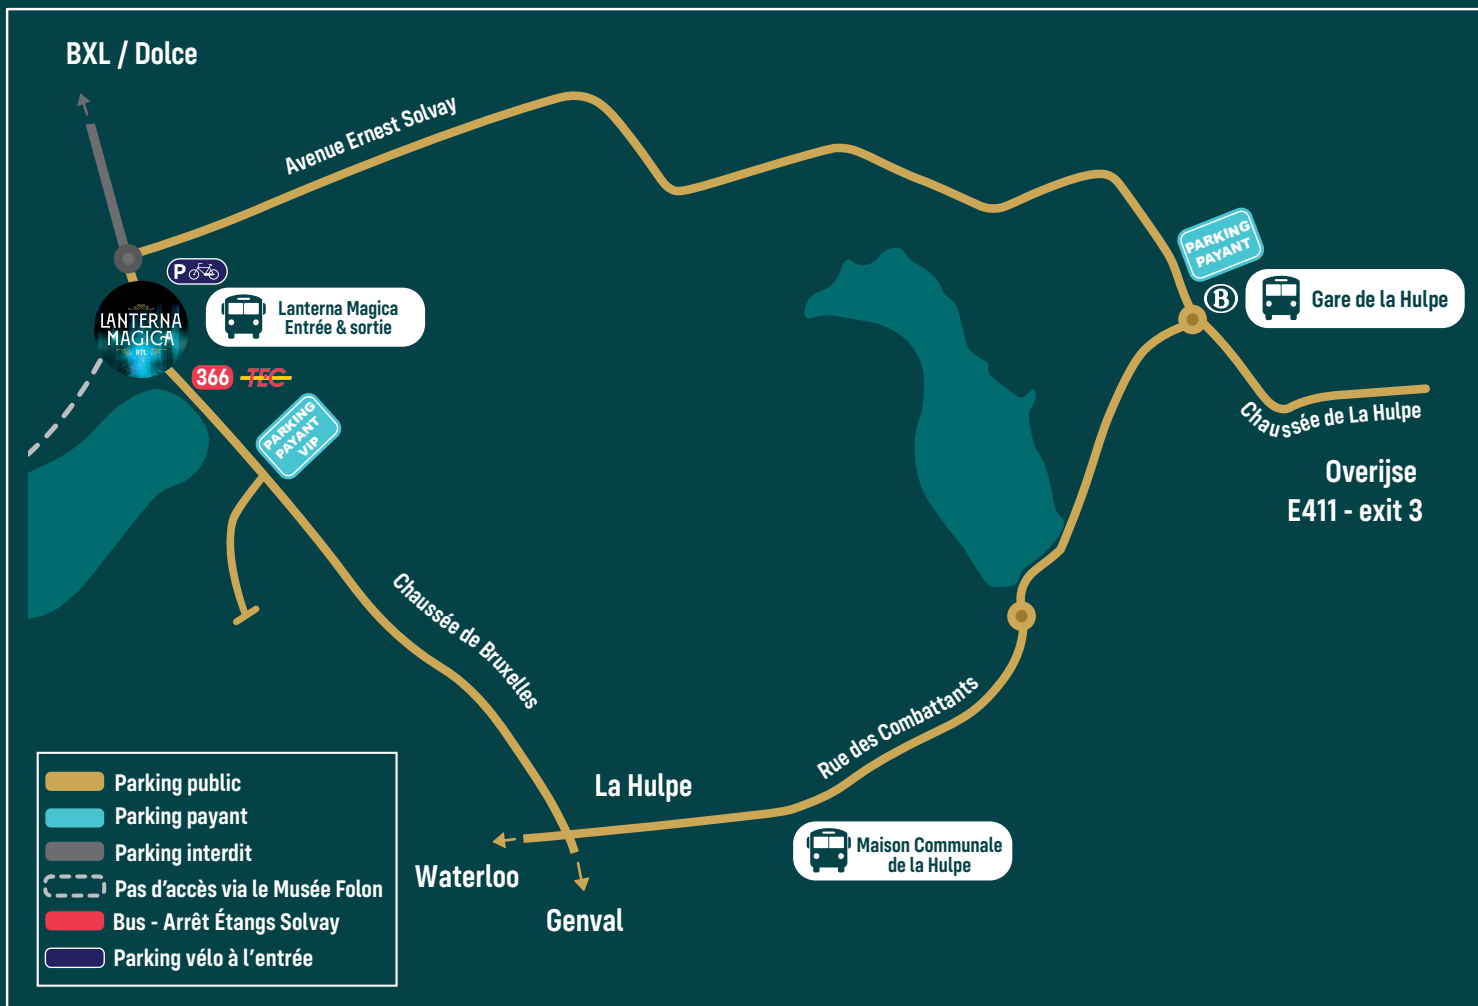 BXL / Dolce
Avenue Ernest Solvay
PARKING
PAYANT
P
LANTERNA
MAGICA
RTL
Lanterna Magica
Entrée & sortie
B
Gare de la Hulpe
366 TEC
PARKING
PAYANT
VIP
Chaussée de La Hulpe
Overijse
E411 - exit 3
Chaussée de Bruxelles
Rue des Combattants
La Hulpe
Maison Communale
de la Hulpe
Waterloo
Genval
Parking public
Parking payant
Parking interdit
Pas d'accès via le Musée Folon
Bus - Arrêt Étangs Solvay
Parking vélo à l'entrée